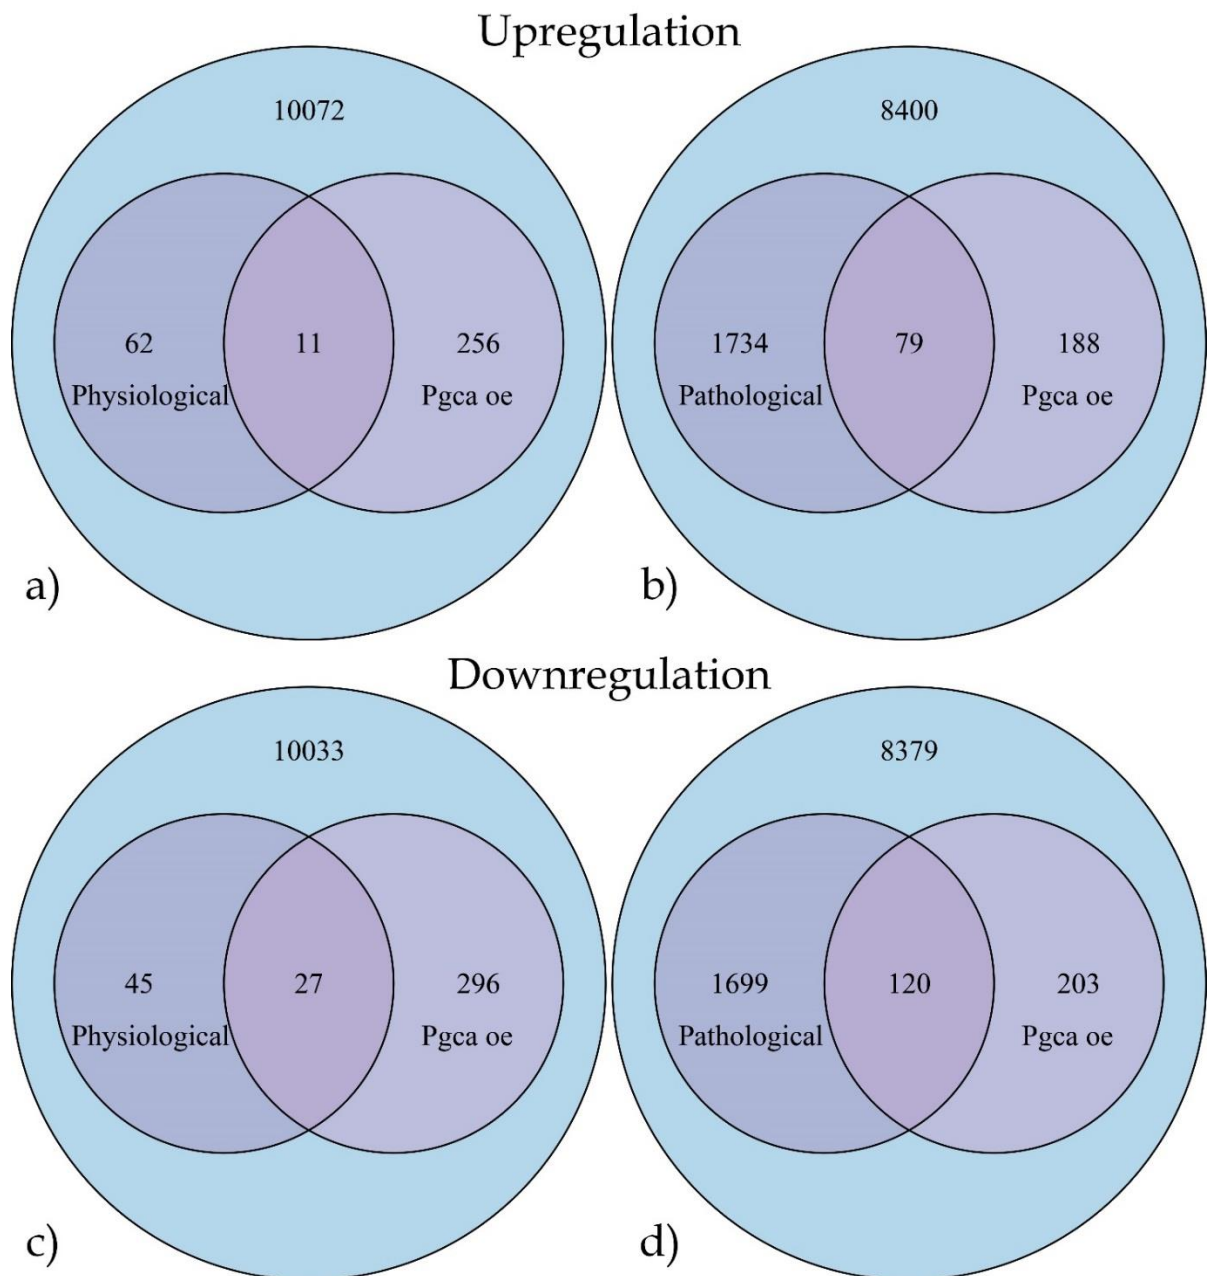 Upregulation
10072
8400
62
11
256
1734
79
188
Physiological
Pgca oe
Pathological
Pgca oe
a)
b)
Downregulation
10033
8379
45
27
296
1699
120
203
Physiological
Pgca oe
Pathological
Pgca oe
c)
d)